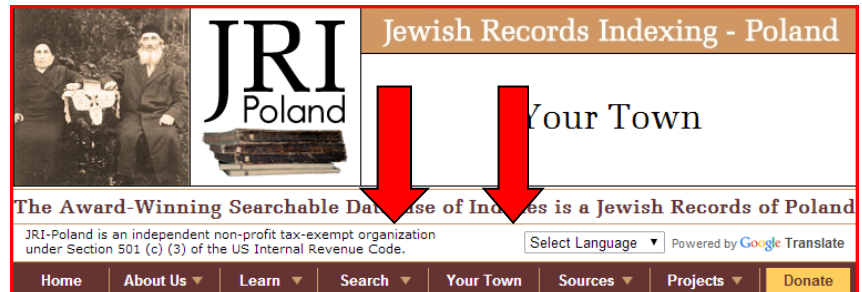 JRI
Poland
Jewish Records Indexing - Poland
Your Town
The Award-Winning Searchable of is a Jewish Records of Poland
JRI-Poland is an independent non-profit tax-exempt organization
under Section 501 (c) (3) of the US Internal Revenue Code.
Select Language ▼ Powered by Google Translate
Home About Us ▼ Learn ▼ Search ▼ Your Town Sources ▼ Projects ▼ Donate